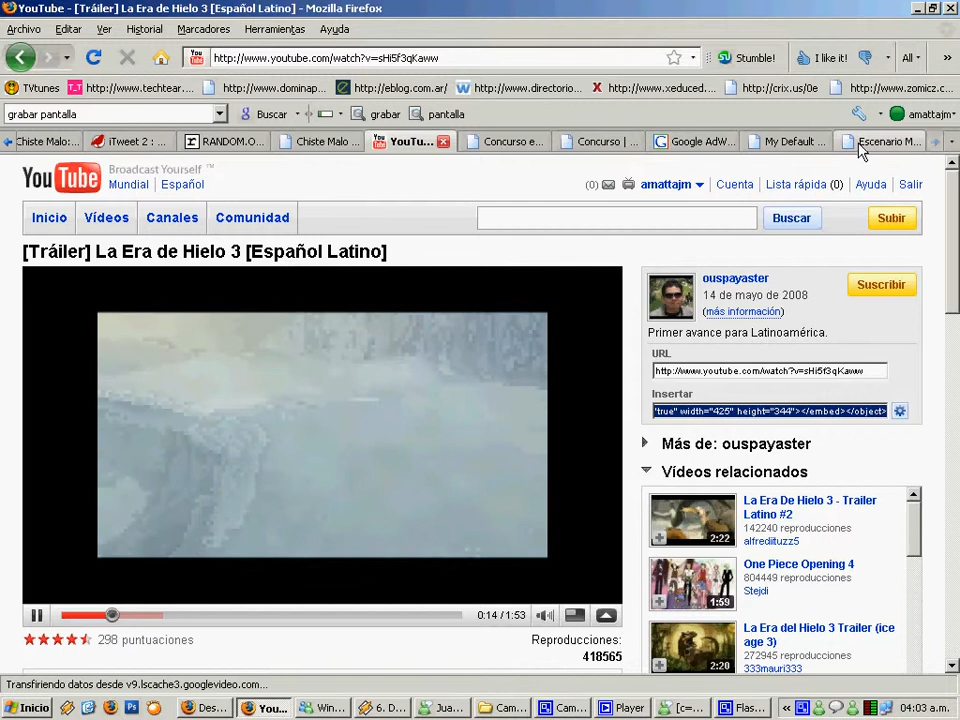 YouTube - [Tráiler] La Era de Hielo 3 [Español Latino] - Mozilla Firefox
Archivo Editar Ver Historial Marcadores Herramientas Ayuda
http://www.youtube.com/watch?v=sHi5f3qKaww Stumble! I like it! All »
TVtunes http://www.techtear... http://www.dominap... http://eblog.com.ar/ http://www.directorio... http://www.xeduced... http://crix.us/0e http://www.zomicz.c
grabar pantalla Buscar grabar pantalla amattajm
Chiste Malo:... iTweet 2 :... RANDOM.O... Chiste Malo:... YouTu... Concurso e... Concurso |... Google AdW... My Default ... Escenario M...
YouTube Broadcast Yourself ™
Mundial Español
(0) amattajm Cuenta Lista rápida (0) Ayuda Salir
Inicio Vídeos Canales Comunidad Buscar Subir
[Tráiler] La Era de Hielo 3 [Español Latino]
ouspayaster Suscribir
14 de mayo de 2008
(más información)
Primer avance para Latinoamérica.
URL
http://www.youtube.com/watch?v=sHi5f3qKaww
Insertar
"true" width="425" height="344"></embed></object>
Más de: ouspayaster
Vídeos relacionados
La Era De Hielo 3 - Trailer
Latino #2
142240 reproducciones
2:22 alfredituzz5
One Piece Opening 4
804449 reproducciones
Stejdi
1:59
0:14 / 1:53
La Era del Hielo 3 Trailer (ice
age 3)
272945 reproducciones
2:20 333mauri333
298 puntuaciones Reproducciones:
418565
Transfiriendo datos desde v9.lscache3.googlevideo.com...
Inicio Des... You... Win... 6. D... Jua... Cam... Cam... Player [c=... Flas... « 04:03 a.m.